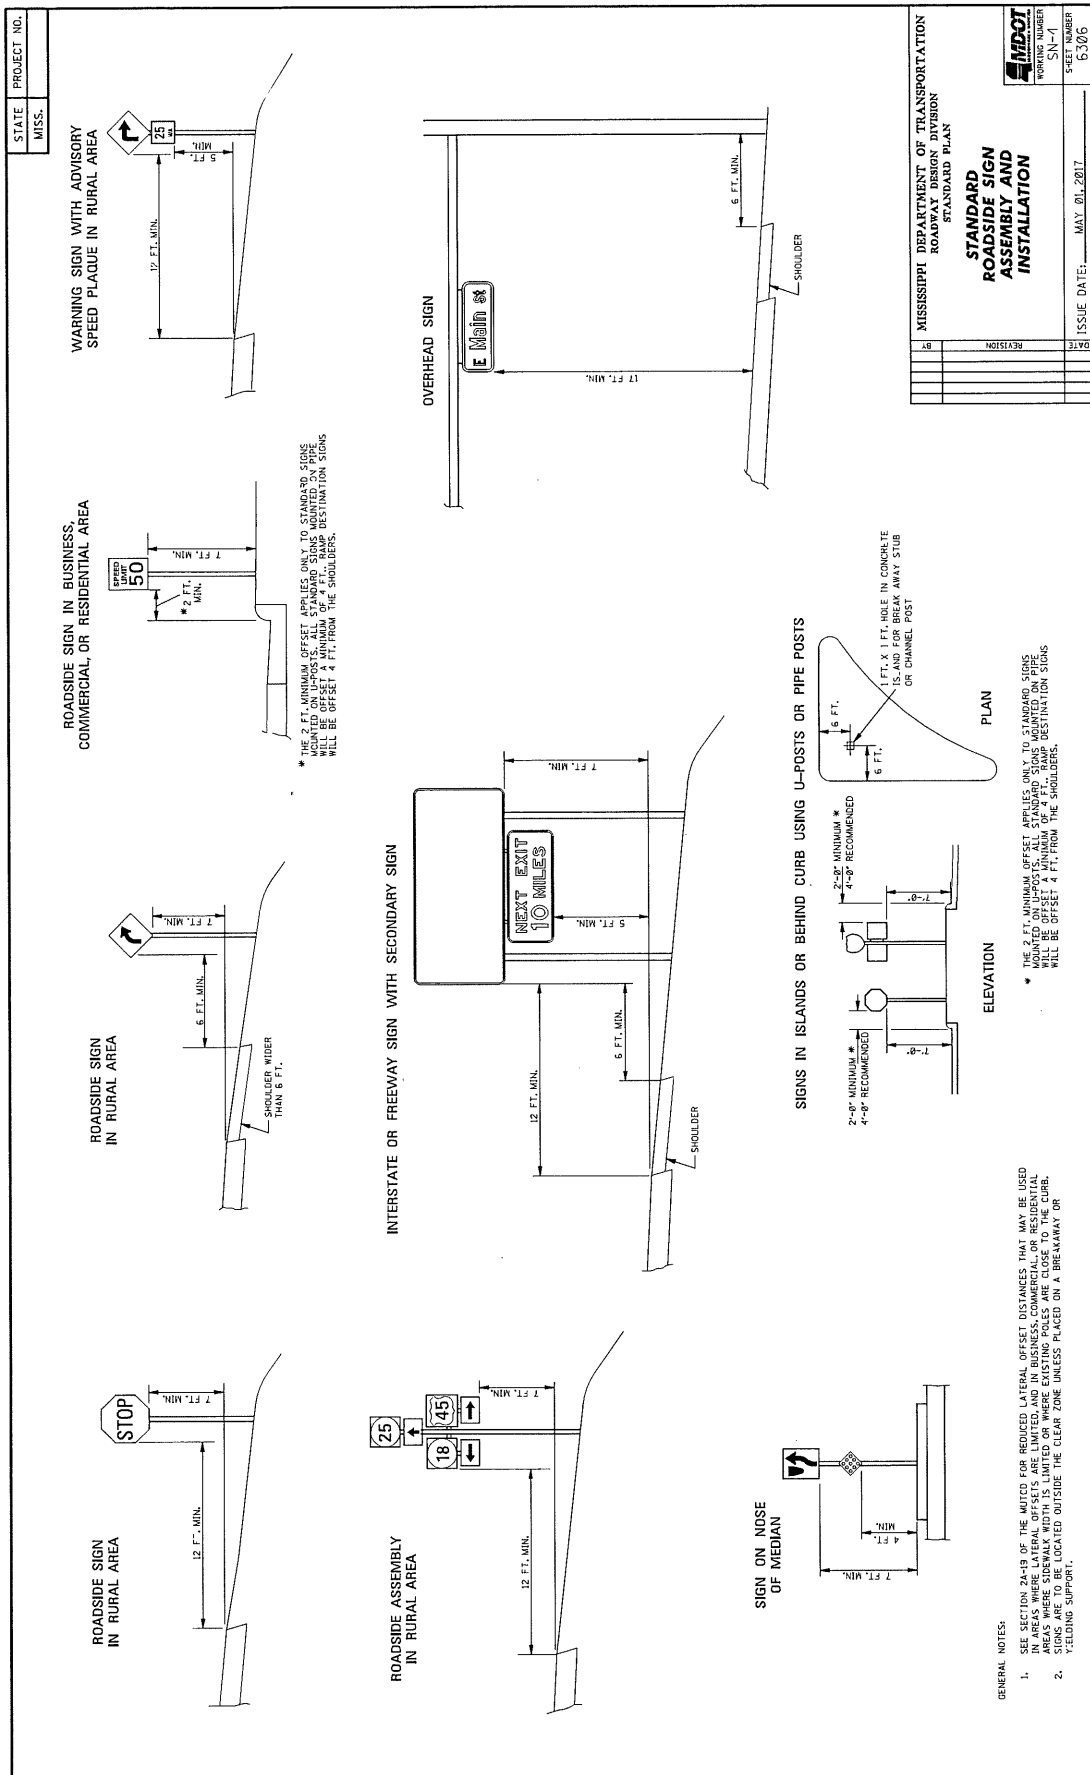 STATE
PROJECT NO.
MISS.
ROADSIDE SIGN
IN RURAL AREA
STOP
12 FT. MIN.
7 FT. MIN.
ROADSIDE SIGN
IN RURAL AREA
6 FT. MIN.
7 FT. MIN.
SHOULDER WIDER
THAN 6 FT.
ROADSIDE SIGN IN BUSINESS,
COMMERCIAL, OR RESIDENTIAL AREA
SPEED
LIMIT
50
* 2 FT.
MIN.
7 FT. MIN.
* THE 2 FT. MINIMUM OFFSET APPLIES ONLY TO STANDARD SIGNS
MOUNTED ON U-POSTS. ALL STANDARD SIGNS MOUNTED ON PIPE
WILL BE OFFSET A MINIMUM OF 4 FT.. RAMP DESTINATION SIGNS
WILL BE OFFSET 4 FT. FROM THE SHOULDERS.
WARNING SIGN WITH ADVISORY
SPEED PLAQUE IN RURAL AREA
25
12 FT. MIN.
5 FT.
MIN.
ROADSIDE ASSEMBLY
IN RURAL AREA
25
18
45
12 FT. MIN.
7 FT. MIN.
INTERSTATE OR FREEWAY SIGN WITH SECONDARY SIGN
NEXT EXIT
10 MILES
12 FT. MIN.
6 FT. MIN.
5 FT. MIN.
7 FT. MIN.
SHOULDER
OVERHEAD SIGN
E Main st
17 FT. MIN.
6 FT. MIN.
SHOULDER
SIGN ON NOSE
OF MEDIAN
7 FT. MIN.
4 FT.
MIN.
SIGNS IN ISLANDS OR BEHIND CURB USING U-POSTS OR PIPE POSTS
2'-0" MINIMUM *
4'-0" RECOMMENDED
7'-0"
2'-0" MINIMUM *
4'-0" RECOMMENDED
7'-0"
ELEVATION
6 FT.
6 FT.
1 FT. X 1 FT. HOLE IN CONCRETE
ISLAND FOR BREAK AWAY STUB
OR CHANNEL POST
PLAN
* THE 2 FT. MINIMUM OFFSET APPLIES ONLY TO STANDARD SIGNS
MOUNTED ON U-POSTS. ALL STANDARD SIGNS MOUNTED ON PIPE
WILL BE OFFSET A MINIMUM OF 4 FT.. RAMP DESTINATION SIGNS
WILL BE OFFSET 4 FT. FROM THE SHOULDERS.
GENERAL NOTES:
1. SEE SECTION 2A-19 OF THE MUTCD FOR REDUCED LATERAL OFFSET DISTANCES THAT MAY BE USED
IN AREAS WHERE LATERAL OFFSETS ARE LIMITED, AND IN BUSINESS, COMMERCIAL, OR RESIDENTIAL
AREAS WHERE SIDEWALK WIDTH IS LIMITED OR WHERE EXISTING POLES ARE CLOSE TO THE CURB.
2. SIGNS ARE TO BE LOCATED OUTSIDE THE CLEAR ZONE UNLESS PLACED ON A BREAKAWAY OR
YIELDING SUPPORT.
BY
REVISION
DATE
MISSISSIPPI DEPARTMENT OF TRANSPORTATION
ROADWAY DESIGN DIVISION
STANDARD PLAN
STANDARD
ROADSIDE SIGN
ASSEMBLY AND
INSTALLATION
ISSUE DATE: MAY 01, 2017
MDOT
WORKING NUMBER
SN-4
SHEET NUMBER
6306